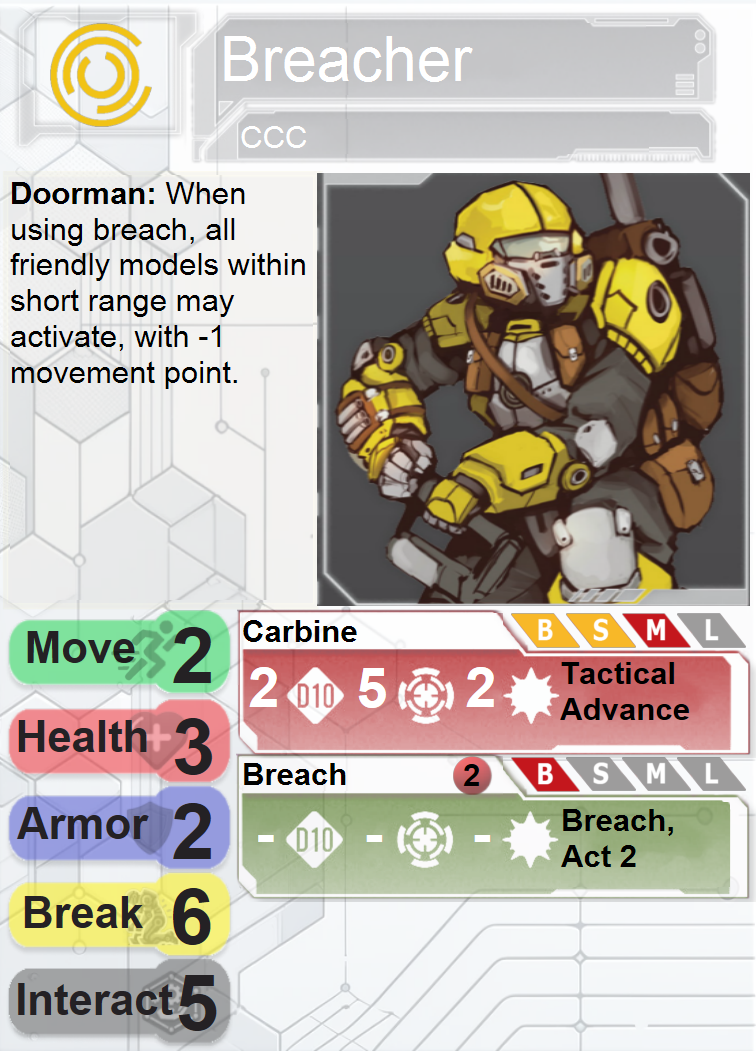 Breacher
CCC
Doorman: When
using breach, all
friendly models within
short range may
activate, with -1
movement point.
Move 2
Health 3
Armor 2
Break 6
Interact 5
Carbine B S M L
2 D10 5 2 Tactical
Advance
Breach 2 B S M L
- D10 - - Breach,
Act 2